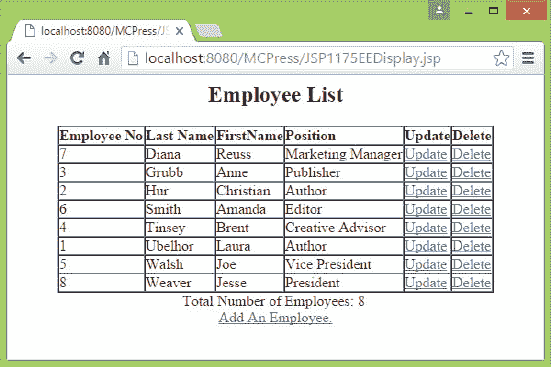 localhost:8080/MCPress/JS
localhost:8080/MCPress/JSP1175EEDisplay.jsp
Employee List
Employee No Last Name FirstName Position Update Delete
7 Diana Reuss Marketing Manager Update Delete
3 Grubb Anne Publisher Update Delete
2 Hur Christian Author Update Delete
6 Smith Amanda Editor Update Delete
4 Tinsey Brent Creative Advisor Update Delete
1 Ubelhor Laura Author Update Delete
5 Walsh Joe Vice President Update Delete
8 Weaver Jesse President Update Delete
Total Number of Employees: 8
Add An Employee.